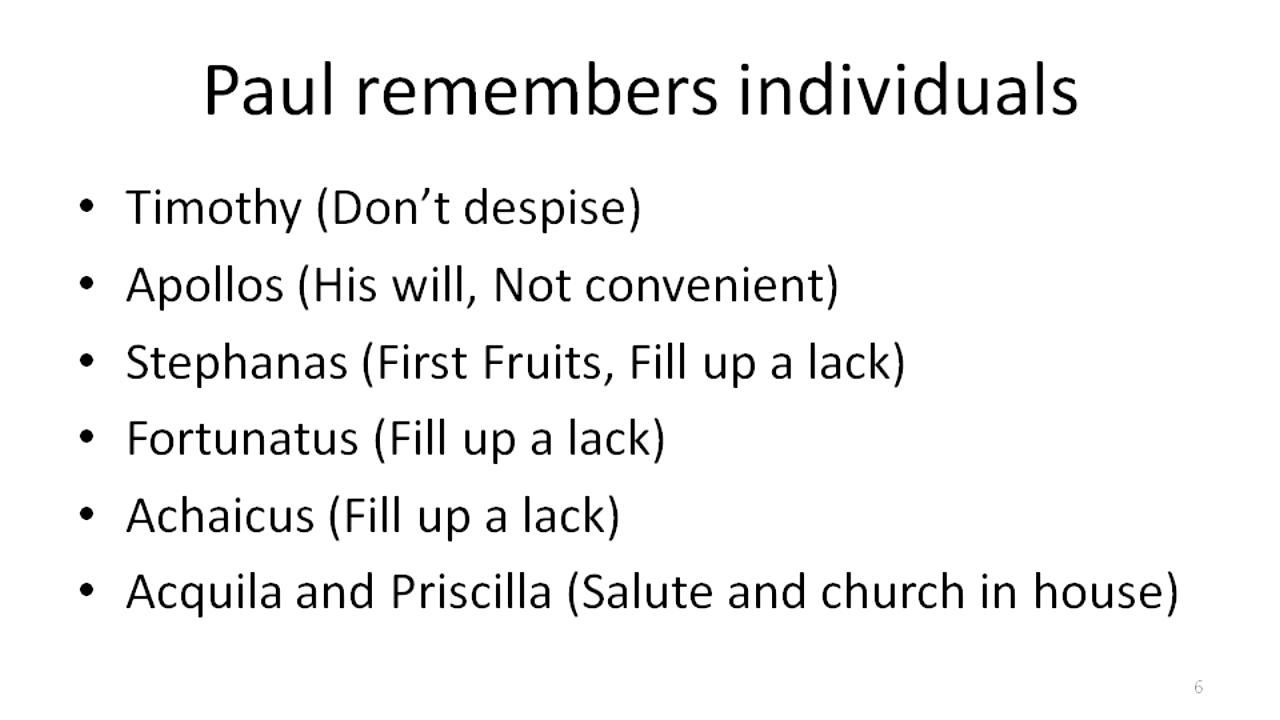 Paul remembers individuals
• Timothy (Don’t despise)
• Apollos (His will, Not convenient)
• Stephanas (First Fruits, Fill up a lack)
• Fortunatus (Fill up a lack)
• Achaicus (Fill up a lack)
• Acquila and Priscilla (Salute and church in house)
6